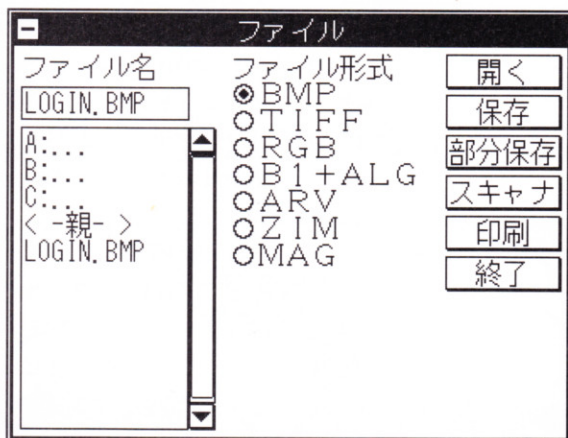 ファイル
ファイル名
LOGIN.BMP
A:...
B:...
C:...
< -親- >
LOGIN.BMP
ファイル形式
BMP
TIFF
RGB
B1+ALG
ARV
ZIM
MAG
開く
保存
部分保存
スキャナ
印刷
終了